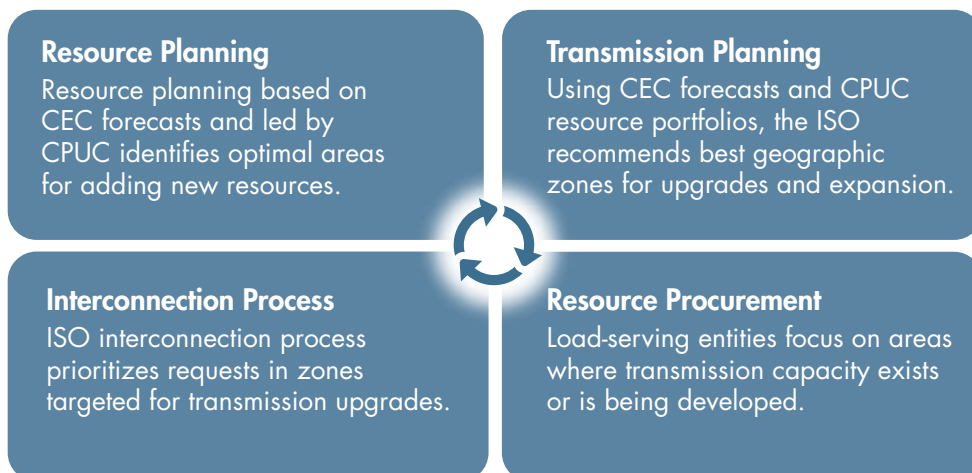 Resource Planning
Resource planning based on
CEC forecasts and led by
CPUC identifies optimal areas
for adding new resources.
Transmission Planning
Using CEC forecasts and CPUC
resource portfolios, the ISO
recommends best geographic
zones for upgrades and expansion.
Interconnection Process
ISO interconnection process
prioritizes requests in zones
targeted for transmission upgrades.
Resource Procurement
Load-serving entities focus on areas
where transmission capacity exists
or is being developed.